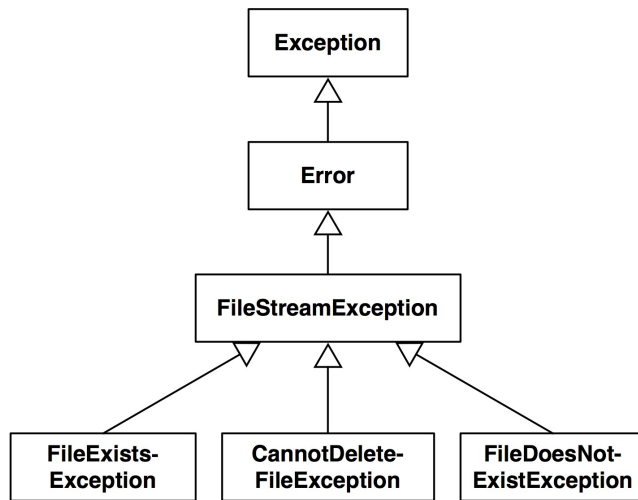 Exception
Error
FileStreamException
FileExists-
Exception
CannotDelete-
FileException
FileDoesNot-
ExistException